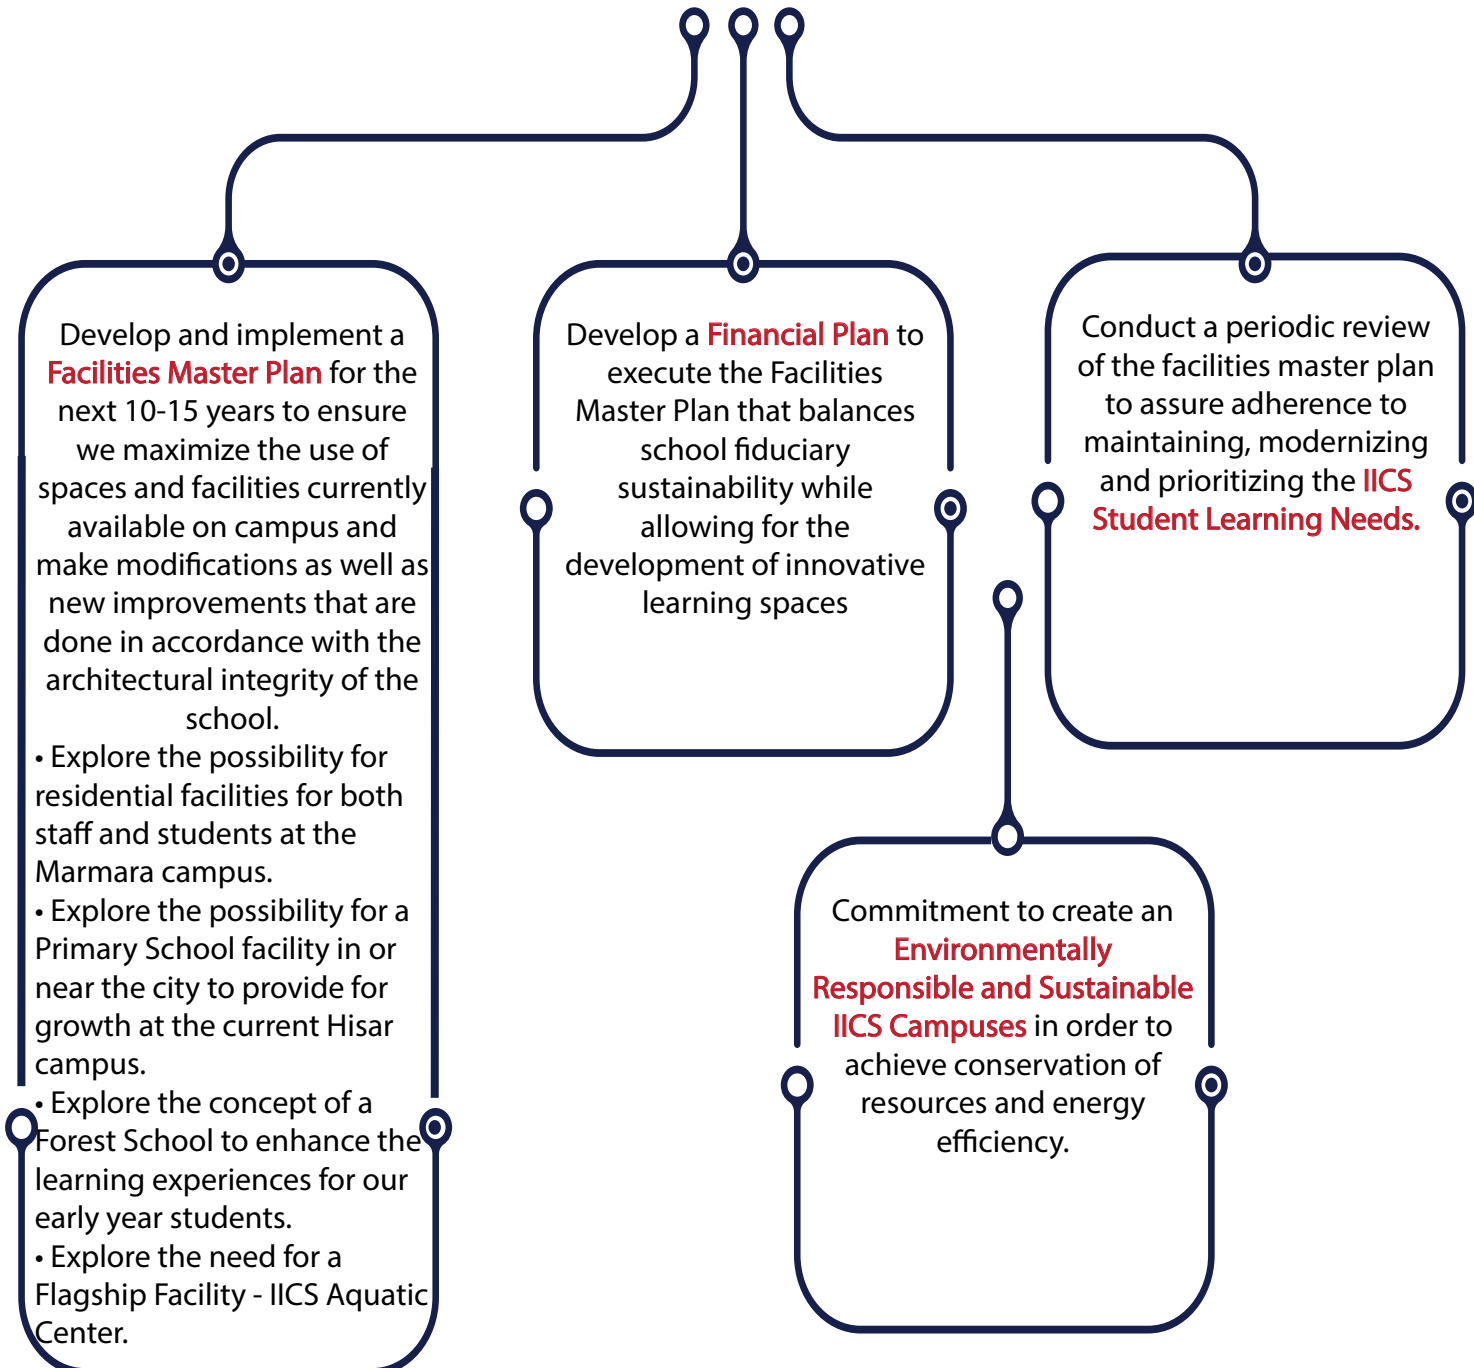 Develop and implement a
Facilities Master Plan for the
next 10-15 years to ensure
we maximize the use of
spaces and facilities currently
available on campus and
make modifications as well as
new improvements that are
done in accordance with the
architectural integrity of the
school.
• Explore the possibility for
residential facilities for both
staff and students at the
Marmara campus.
• Explore the possibility for a
Primary School facility in or
near the city to provide for
growth at the current Hisar
campus.
• Explore the concept of a
Forest School to enhance the
learning experiences for our
early year students.
• Explore the need for a
Flagship Facility - IICS Aquatic
Center.
Develop a Financial Plan to
execute the Facilities
Master Plan that balances
school fiduciary
sustainability while
allowing for the
development of innovative
learning spaces
Conduct a periodic review
of the facilities master plan
to assure adherence to
maintaining, modernizing
and prioritizing the IICS
Student Learning Needs.
Commitment to create an
Environmentally
Responsible and Sustainable
IICS Campuses in order to
achieve conservation of
resources and energy
efficiency.